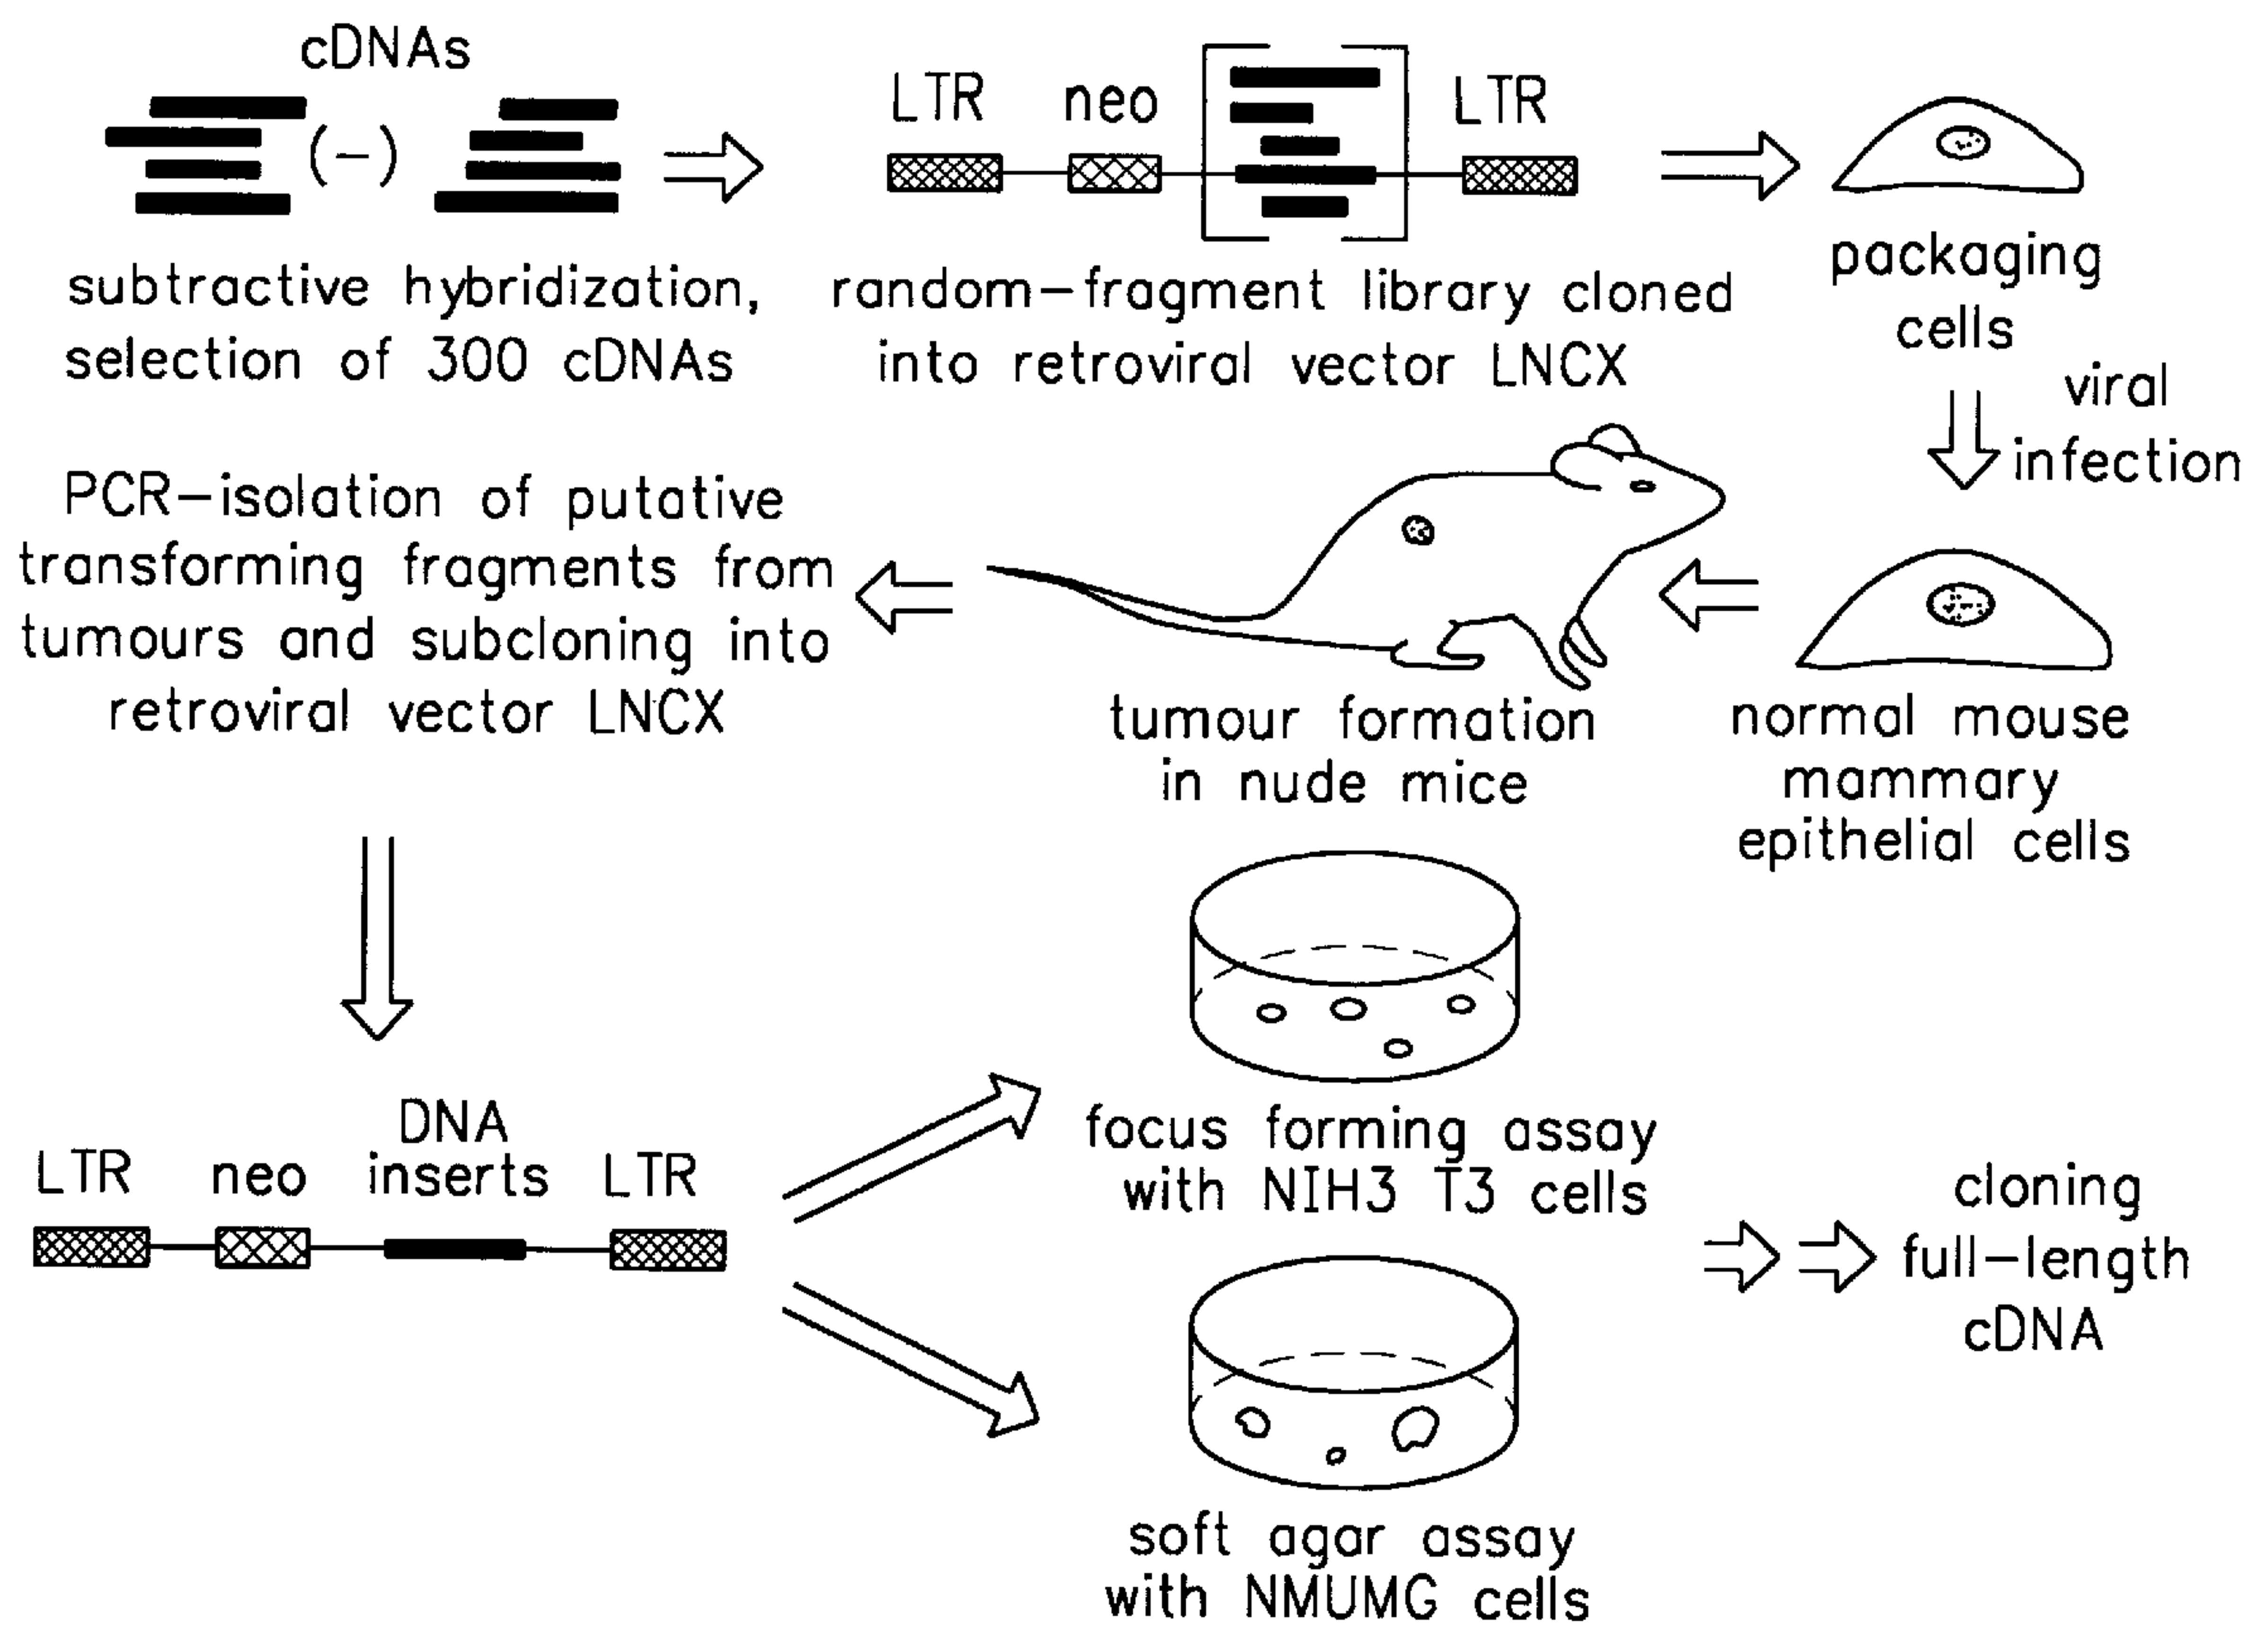 cDNAs
(-)
subtractive hybridization,
selection of 300 cDNAs
LTR neo LTR
random-fragment library cloned
into retroviral vector LNCX
packaging
cells
viral
infection
normal mouse
mammary
epithelial cells
tumour formation
in nude mice
PCR-isolation of putative
transforming fragments from
tumours and subcloning into
retroviral vector LNCX
DNA
LTR neo inserts LTR
focus forming assay
with NIH3 T3 cells
soft agar assay
with NMUMG cells
cloning
full-length
cDNA